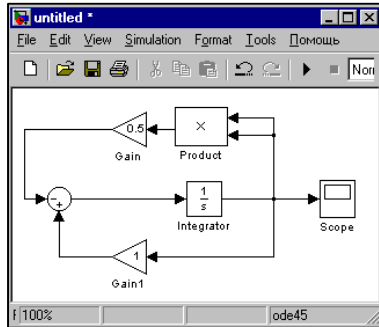 untitled *
File Edit View Simulation Format Tools Помощь
Nor
0.5
×
Gain
Product
-
+
1
s
Integrator
Scope
1
Gain1
100%
ode45